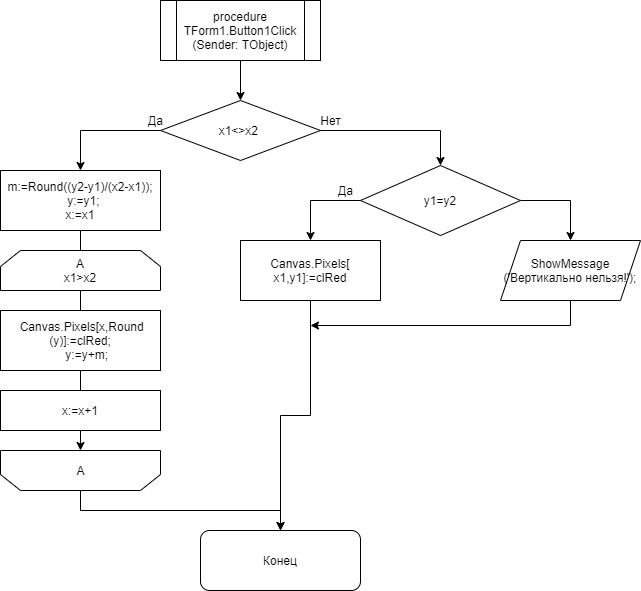 procedure
TForm1.Button1Click
(Sender: TObject)
x1<>x2
Да
Нет
m:=Round((y2-y1)/(x2-x1));
y:=y1;
x:=x1
y1=y2
Да
A
x1>x2
Canvas.Pixels[
x1,y1]:=clRed
ShowMessage
('Вертикально нельзя!');
Canvas.Pixels[x,Round
(y)]:=clRed;
y:=y+m;
x:=x+1
A
Конец